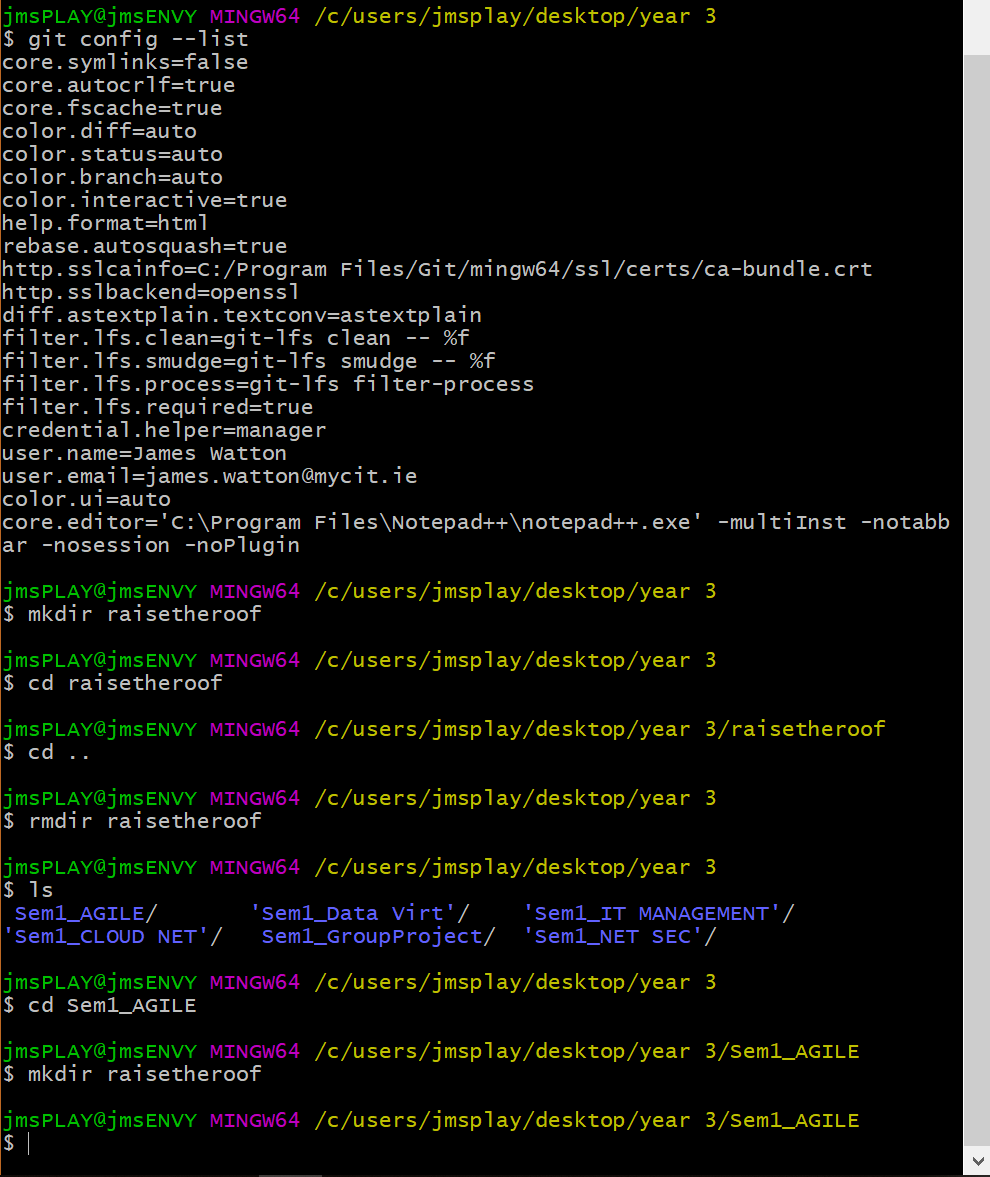 jmsPLAY@jmsENVY MINGW64 /c/users/jmsplay/desktop/year 3
$ git config --list
core.symlinks=false
core.autocrlf=true
core.fscache=true
color.diff=auto
color.status=auto
color.branch=auto
color.interactive=true
help.format=html
rebase.autosquash=true
http.sslcainfo=C:/Program Files/Git/mingw64/ssl/certs/ca-bundle.crt
http.sslbackend=openssl
diff.astextplain.textconv=astextplain
filter.lfs.clean=git-lfs clean -- %f
filter.lfs.smudge=git-lfs smudge -- %f
filter.lfs.process=git-lfs filter-process
filter.lfs.required=true
credential.helper=manager
user.name=James Watton
user.email=james.watton@mycit.ie
color.ui=auto
core.editor='C:\Program Files\Notepad++\notepad++.exe' -multiInst -notabb
ar -nosession -noPlugin

jmsPLAY@jmsENVY MINGW64 /c/users/jmsplay/desktop/year 3
$ mkdir raisetheroof

jmsPLAY@jmsENVY MINGW64 /c/users/jmsplay/desktop/year 3
$ cd raisetheroof

jmsPLAY@jmsENVY MINGW64 /c/users/jmsplay/desktop/year 3/raisetheroof
$ cd ..

jmsPLAY@jmsENVY MINGW64 /c/users/jmsplay/desktop/year 3
$ rmdir raisetheroof

jmsPLAY@jmsENVY MINGW64 /c/users/jmsplay/desktop/year 3
$ ls
 Sem1_AGILE/       'Sem1_Data Virt'/    'Sem1_IT MANAGEMENT'/
'Sem1_CLOUD NET'/   Sem1_GroupProject/  'Sem1_NET SEC'/

jmsPLAY@jmsENVY MINGW64 /c/users/jmsplay/desktop/year 3
$ cd Sem1_AGILE

jmsPLAY@jmsENVY MINGW64 /c/users/jmsplay/desktop/year 3/Sem1_AGILE
$ mkdir raisetheroof

jmsPLAY@jmsENVY MINGW64 /c/users/jmsplay/desktop/year 3/Sem1_AGILE
$